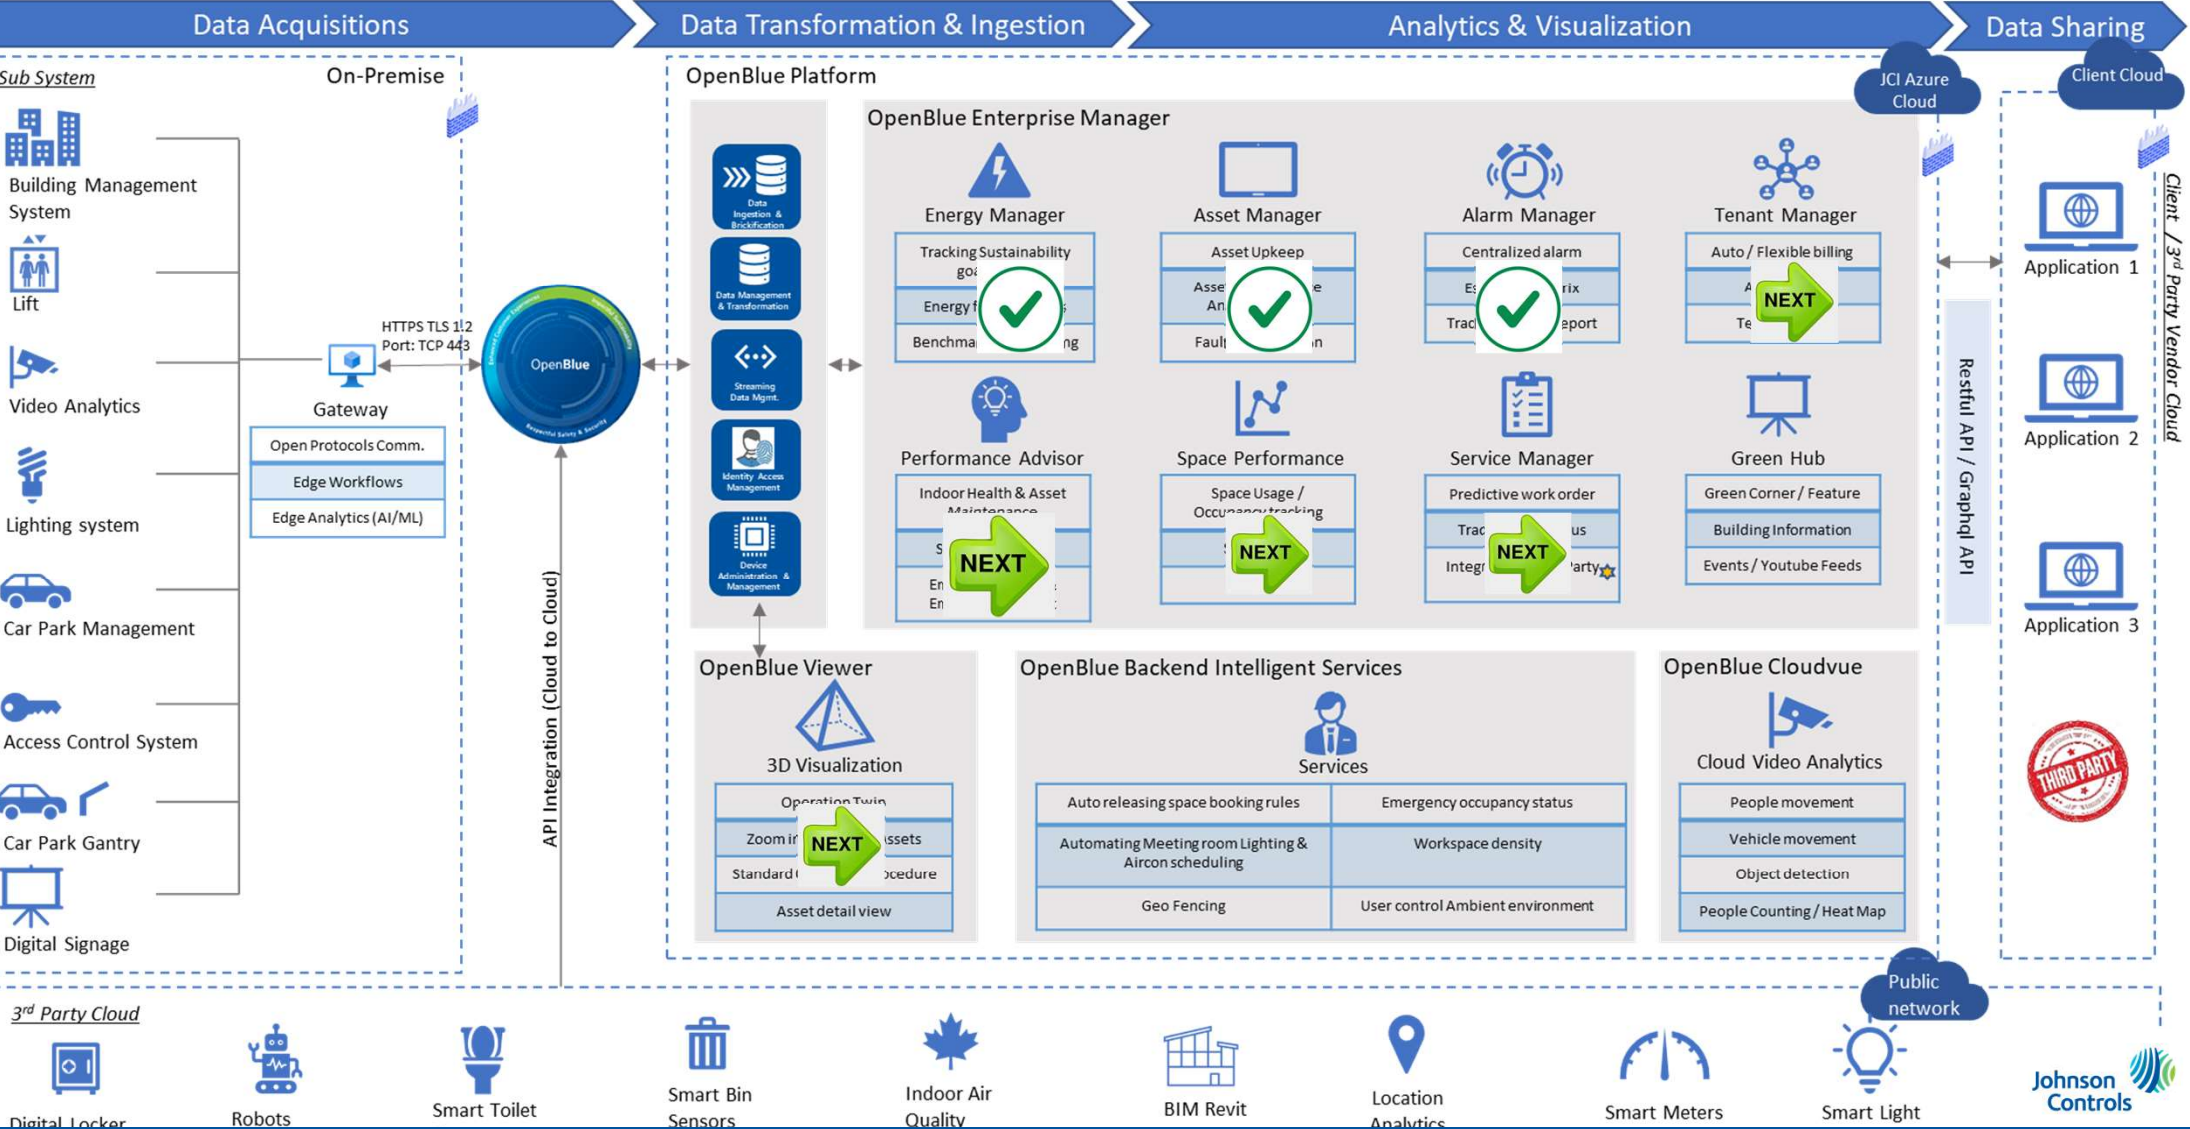 Data Acquisitions
Data Transformation & Ingestion
Analytics & Visualization
Data Sharing
Sub System
On-Premise
Building Management
System
Lift
Video Analytics
Lighting system
Car Park Management
Access Control System
Car Park Gantry
Digital Signage
HTTPS TLS 1.2
Port: TCP 443
Gateway
Open Protocols Comm.
Edge Workflows
Edge Analytics (AI/ML)
OpenBlue
Respectful Safety & Security
API Integration (Cloud to Cloud)
OpenBlue Platform
Data
Ingestion &
Brickification
Data Management
& Transformation
Streaming
Data Mgmt.
Identity Access
Management
Device
Administration &
Management
OpenBlue Enterprise Manager
Energy Manager
Tracking Sustainability
Energy
Asset Manager
Asset Upkeep
Alarm Manager
Centralized alarm
Tenant Manager
Auto / Flexible billing
NEXT
Performance Advisor
Indoor Health & Asset
Maintenance
NEXT
Space Performance
Space Usage /
Occupancy tracking
NEXT
Service Manager
Predictive work order
NEXT
Green Hub
Green Corner / Feature
Building Information
Events / Youtube Feeds
OpenBlue Viewer
3D Visualization
Operation Twin
Zoom
NEXT
Standard
Asset detail view
OpenBlue Backend Intelligent Services
Services
Auto releasing space booking rules
Emergency occupancy status
Automating Meeting room Lighting &
Aircon scheduling
Workspace density
Geo Fencing
User control Ambient environment
OpenBlue Cloudvue
Cloud Video Analytics
People movement
Vehicle movement
Object detection
People Counting / Heat Map
JCI Azure
Cloud
Restful API / Graphql API
Client Cloud
Client / 3rd Party Vendor Cloud
Application 1
Application 2
Application 3
THIRD PARTY
Public
network
3rd Party Cloud
Digital Locker
Robots
Smart Toilet
Smart Bin
Sensors
Indoor Air
Quality
BIM Revit
Location
Analytics
Smart Meters
Smart Light
Johnson
Controls